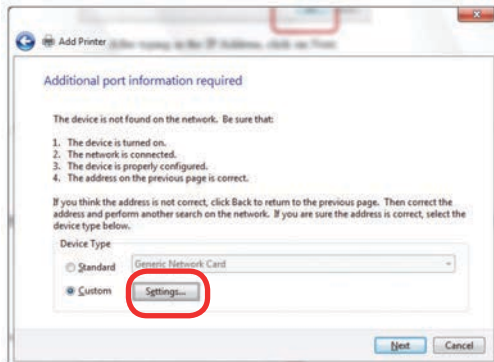 Add Printer
Additional port information required
The device is not found on the network. Be sure that:
1. The device is turned on.
2. The network is connected.
3. The device is properly configured.
4. The address on the previous page is correct.
If you think the address is not correct, click Back to return to the previous page. Then correct the
address and perform another search on the network. If you are sure the address is correct, select the
device type below.
Device Type
Standard
Generic Network Card
Custom
Settings...
Next
Cancel